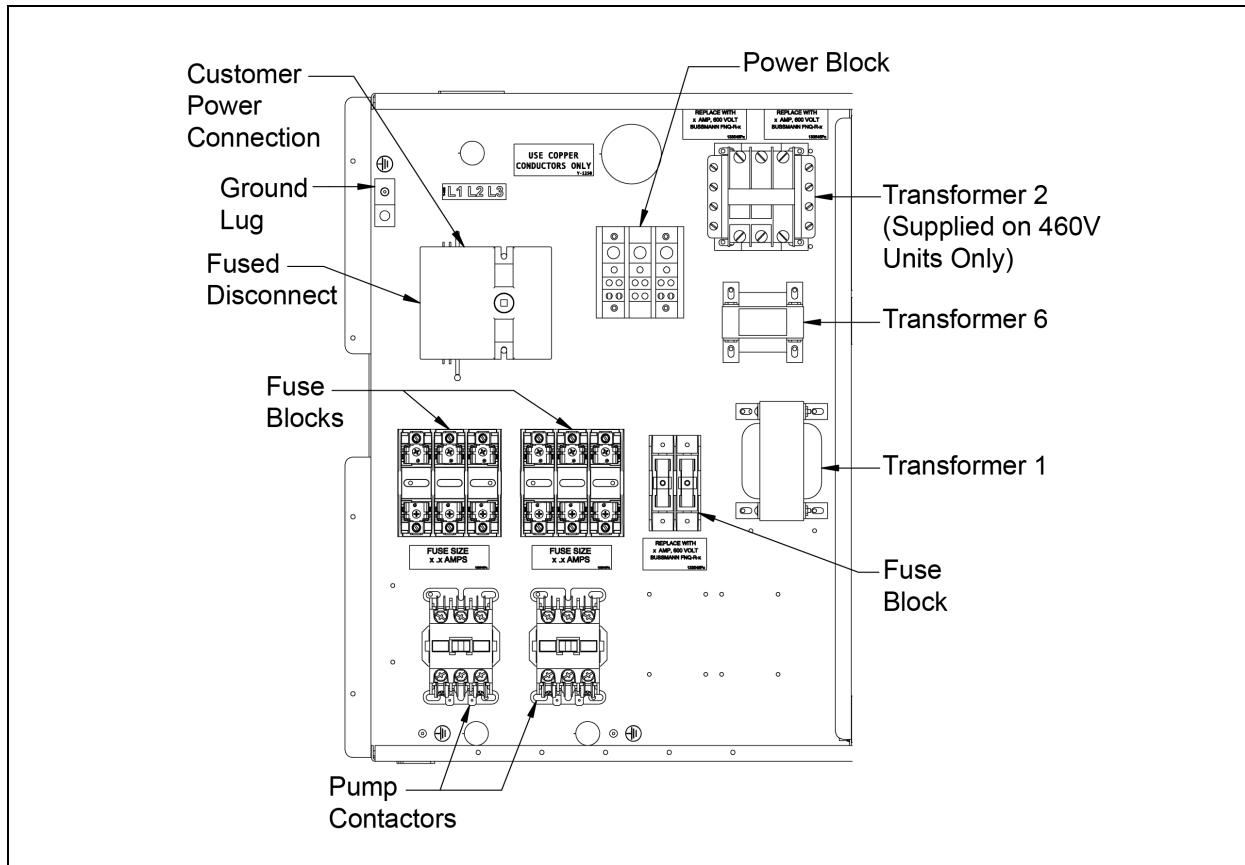 Customer
Power
Connection
Power Block
REPLACE WITH
x AMP, 600 VOLT
BUSSMANN FNQ-R-x
REPLACE WITH
x AMP, 600 VOLT
BUSSMANN FNQ-R-x
USE COPPER
CONDUCTORS ONLY
Ground
Lug
L1 L2 L3
Transformer 2
(Supplied on 460V
Units Only)
Fused
Disconnect
Transformer 6
Fuse
Blocks
Transformer 1
FUSE SIZE
x .x AMPS
FUSE SIZE
x .x AMPS
REPLACE WITH
x AMP, 600 VOLT
BUSSMANN FNQ-R-x
Fuse
Block
Pump
Contactors